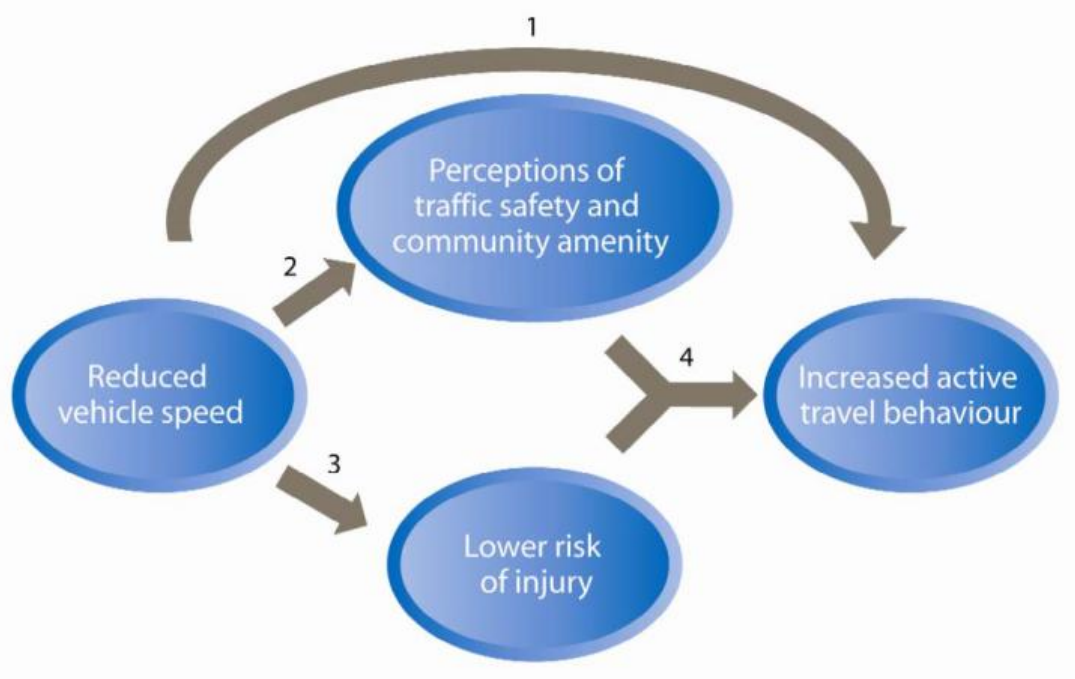 1
Perceptions of
traffic safety and
community amenity
2
4
Reduced
vehicle speed
Increased active
travel behaviour
3
Lower risk
of injury